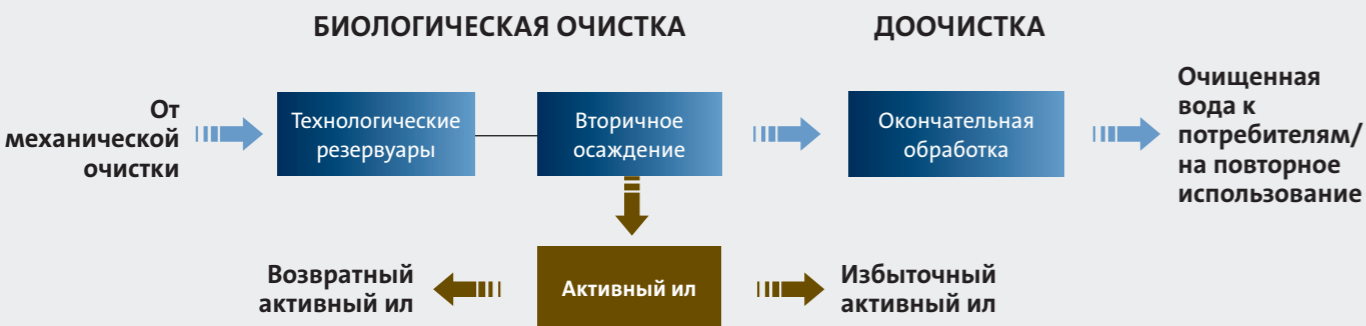 БИОЛОГИЧЕСКАЯ ОЧИСТКА
ДООЧИСТКА
От
механической
очистки
Технологические
резервуары
Вторичное
осаждение
Окончательная
обработка
Очищенная
вода к
потребителям/
на повторное
использование
Возвратный
активный ил
Активный ил
Избыточный
активный ил